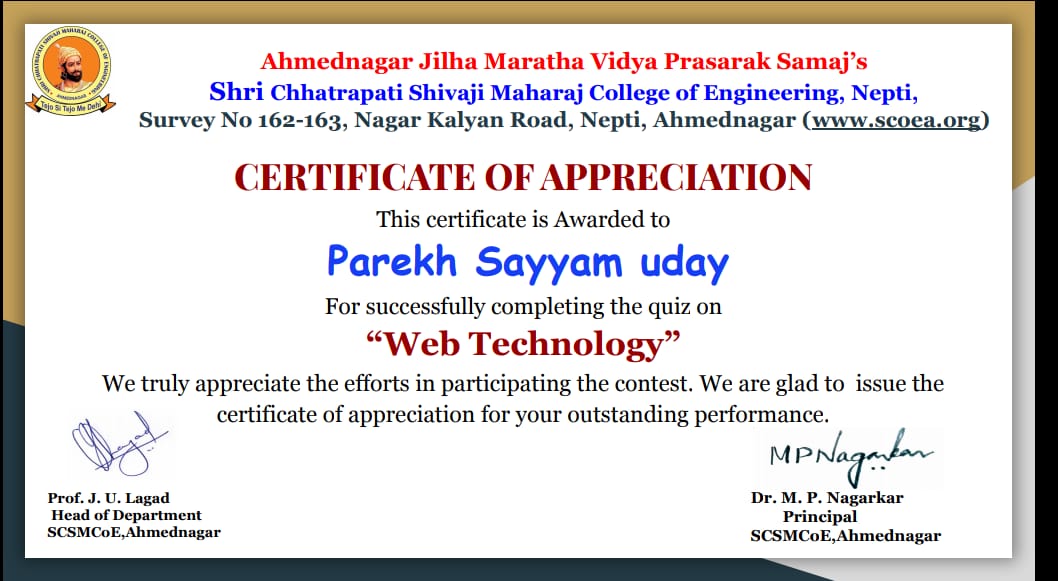 SHRI CHHATRAPATI SHIVAJI MAHARAJ COLLEGE OF ENGINEERING
AHMEDNAGAR
Tejo Si Tejo Me Dehi
Ahmednagar Jilha Maratha Vidya Prasarak Samaj’s
Shri Chhatrapati Shivaji Maharaj College of Engineering, Nepti,
Survey No 162-163, Nagar Kalyan Road, Nepti, Ahmednagar (www.scoea.org)
CERTIFICATE OF APPRECIATION
This certificate is Awarded to
Parekh Sayyam uday
For successfully completing the quiz on
“Web Technology”
We truly appreciate the efforts in participating the contest. We are glad to issue the
certificate of appreciation for your outstanding performance.
MPNagarkar
Prof. J. U. Lagad
Head of Department
SCSMCoE,Ahmednagar
Dr. M. P. Nagarkar
Principal
SCSMCoE,Ahmednagar